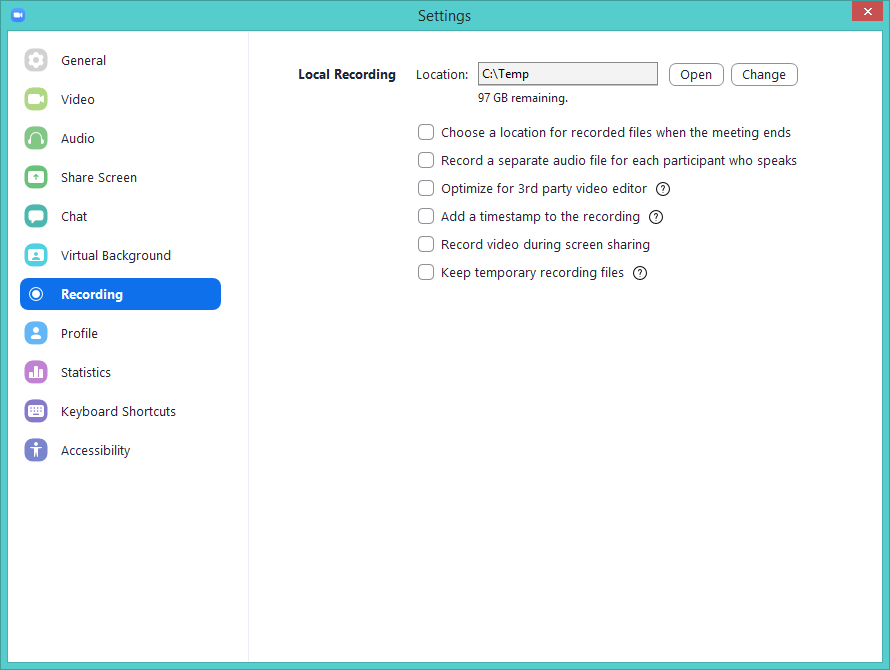 Settings
General
Video
Audio
Share Screen
Chat
Virtual Background
Recording
Profile
Statistics
Keyboard Shortcuts
Accessibility
Local Recording Location: C:\Temp Open Change
97 GB remaining.
Choose a location for recorded files when the meeting ends
Record a separate audio file for each participant who speaks
Optimize for 3rd party video editor ?
Add a timestamp to the recording ?
Record video during screen sharing
Keep temporary recording files ?